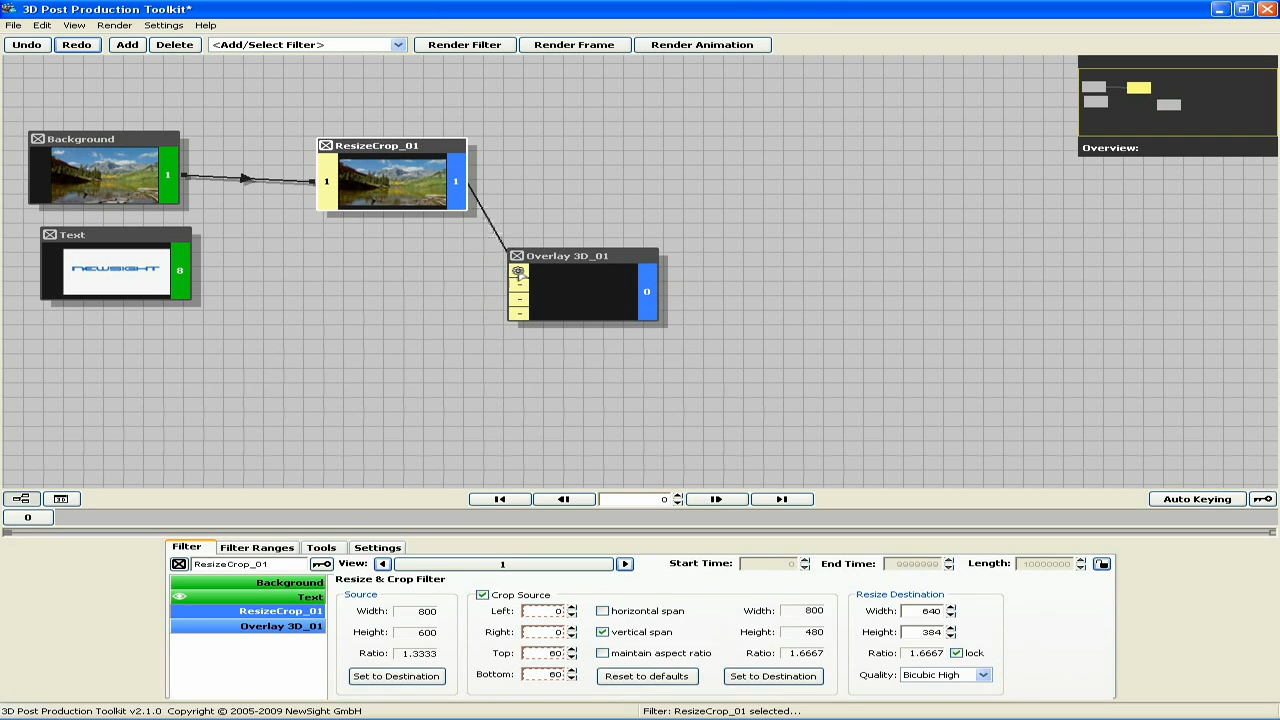 3D Post Production Toolkit*
File Edit View Render Settings Help
Undo Redo Add Delete <Add/Select Filter> Render Filter Render Frame Render Animation
Background
1
ResizeCrop_01
1 1
Text
NEWSIGHT
8
Overlay 3D_01
-
-
-
0
Overview:
3D 0 Auto Keying
0
Filter Filter Ranges Tools Settings
ResizeCrop_01 View: 1 Start Time: 0 End Time: 9999999 Length: 10000000
Background
Text
ResizeCrop_01
Overlay 3D_01
Resize & Crop Filter
Source
Width: 800
Height: 600
Ratio: 1.3333
Set to Destination
Crop Source
Left: 0 horizontal span Width: 800
Right: 0 vertical span Height: 480
Top: 60 maintain aspect ratio Ratio: 1.6667
Bottom: 60 Reset to defaults Set to Destination
Resize Destination
Width: 640
Height: 384
Ratio: 1.6667 lock
Quality: Bicubic High
3D Post Production Toolkit v2.1.0 Copyright © 2005-2009 NewSight GmbH
Filter: ResizeCrop_01 selected...